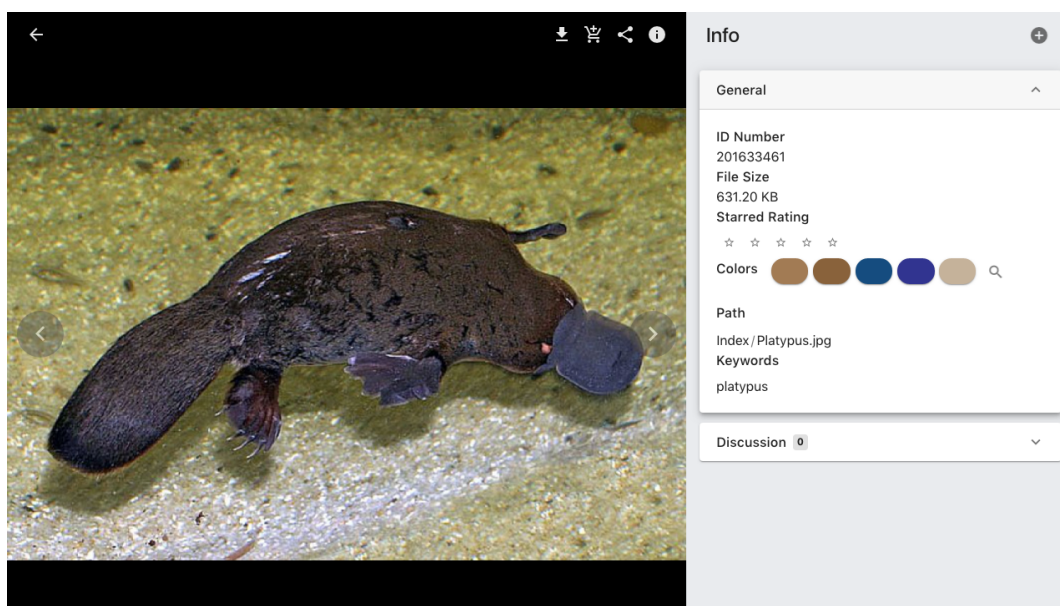 Info
General
ID Number
201633461
File Size
631.20 KB
Starred Rating
Colors
Path
Index/Platypus.jpg
Keywords
platypus
Discussion 0